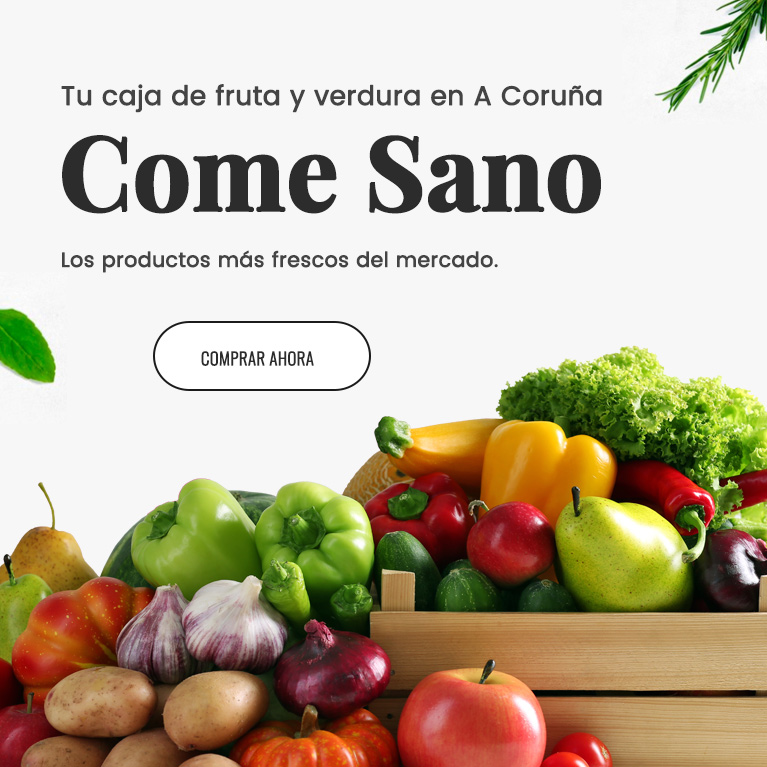 Tu caja de fruta y verdura en A Coruña
Come Sano
Los productos más frescos del mercado.
COMPRAR AHORA